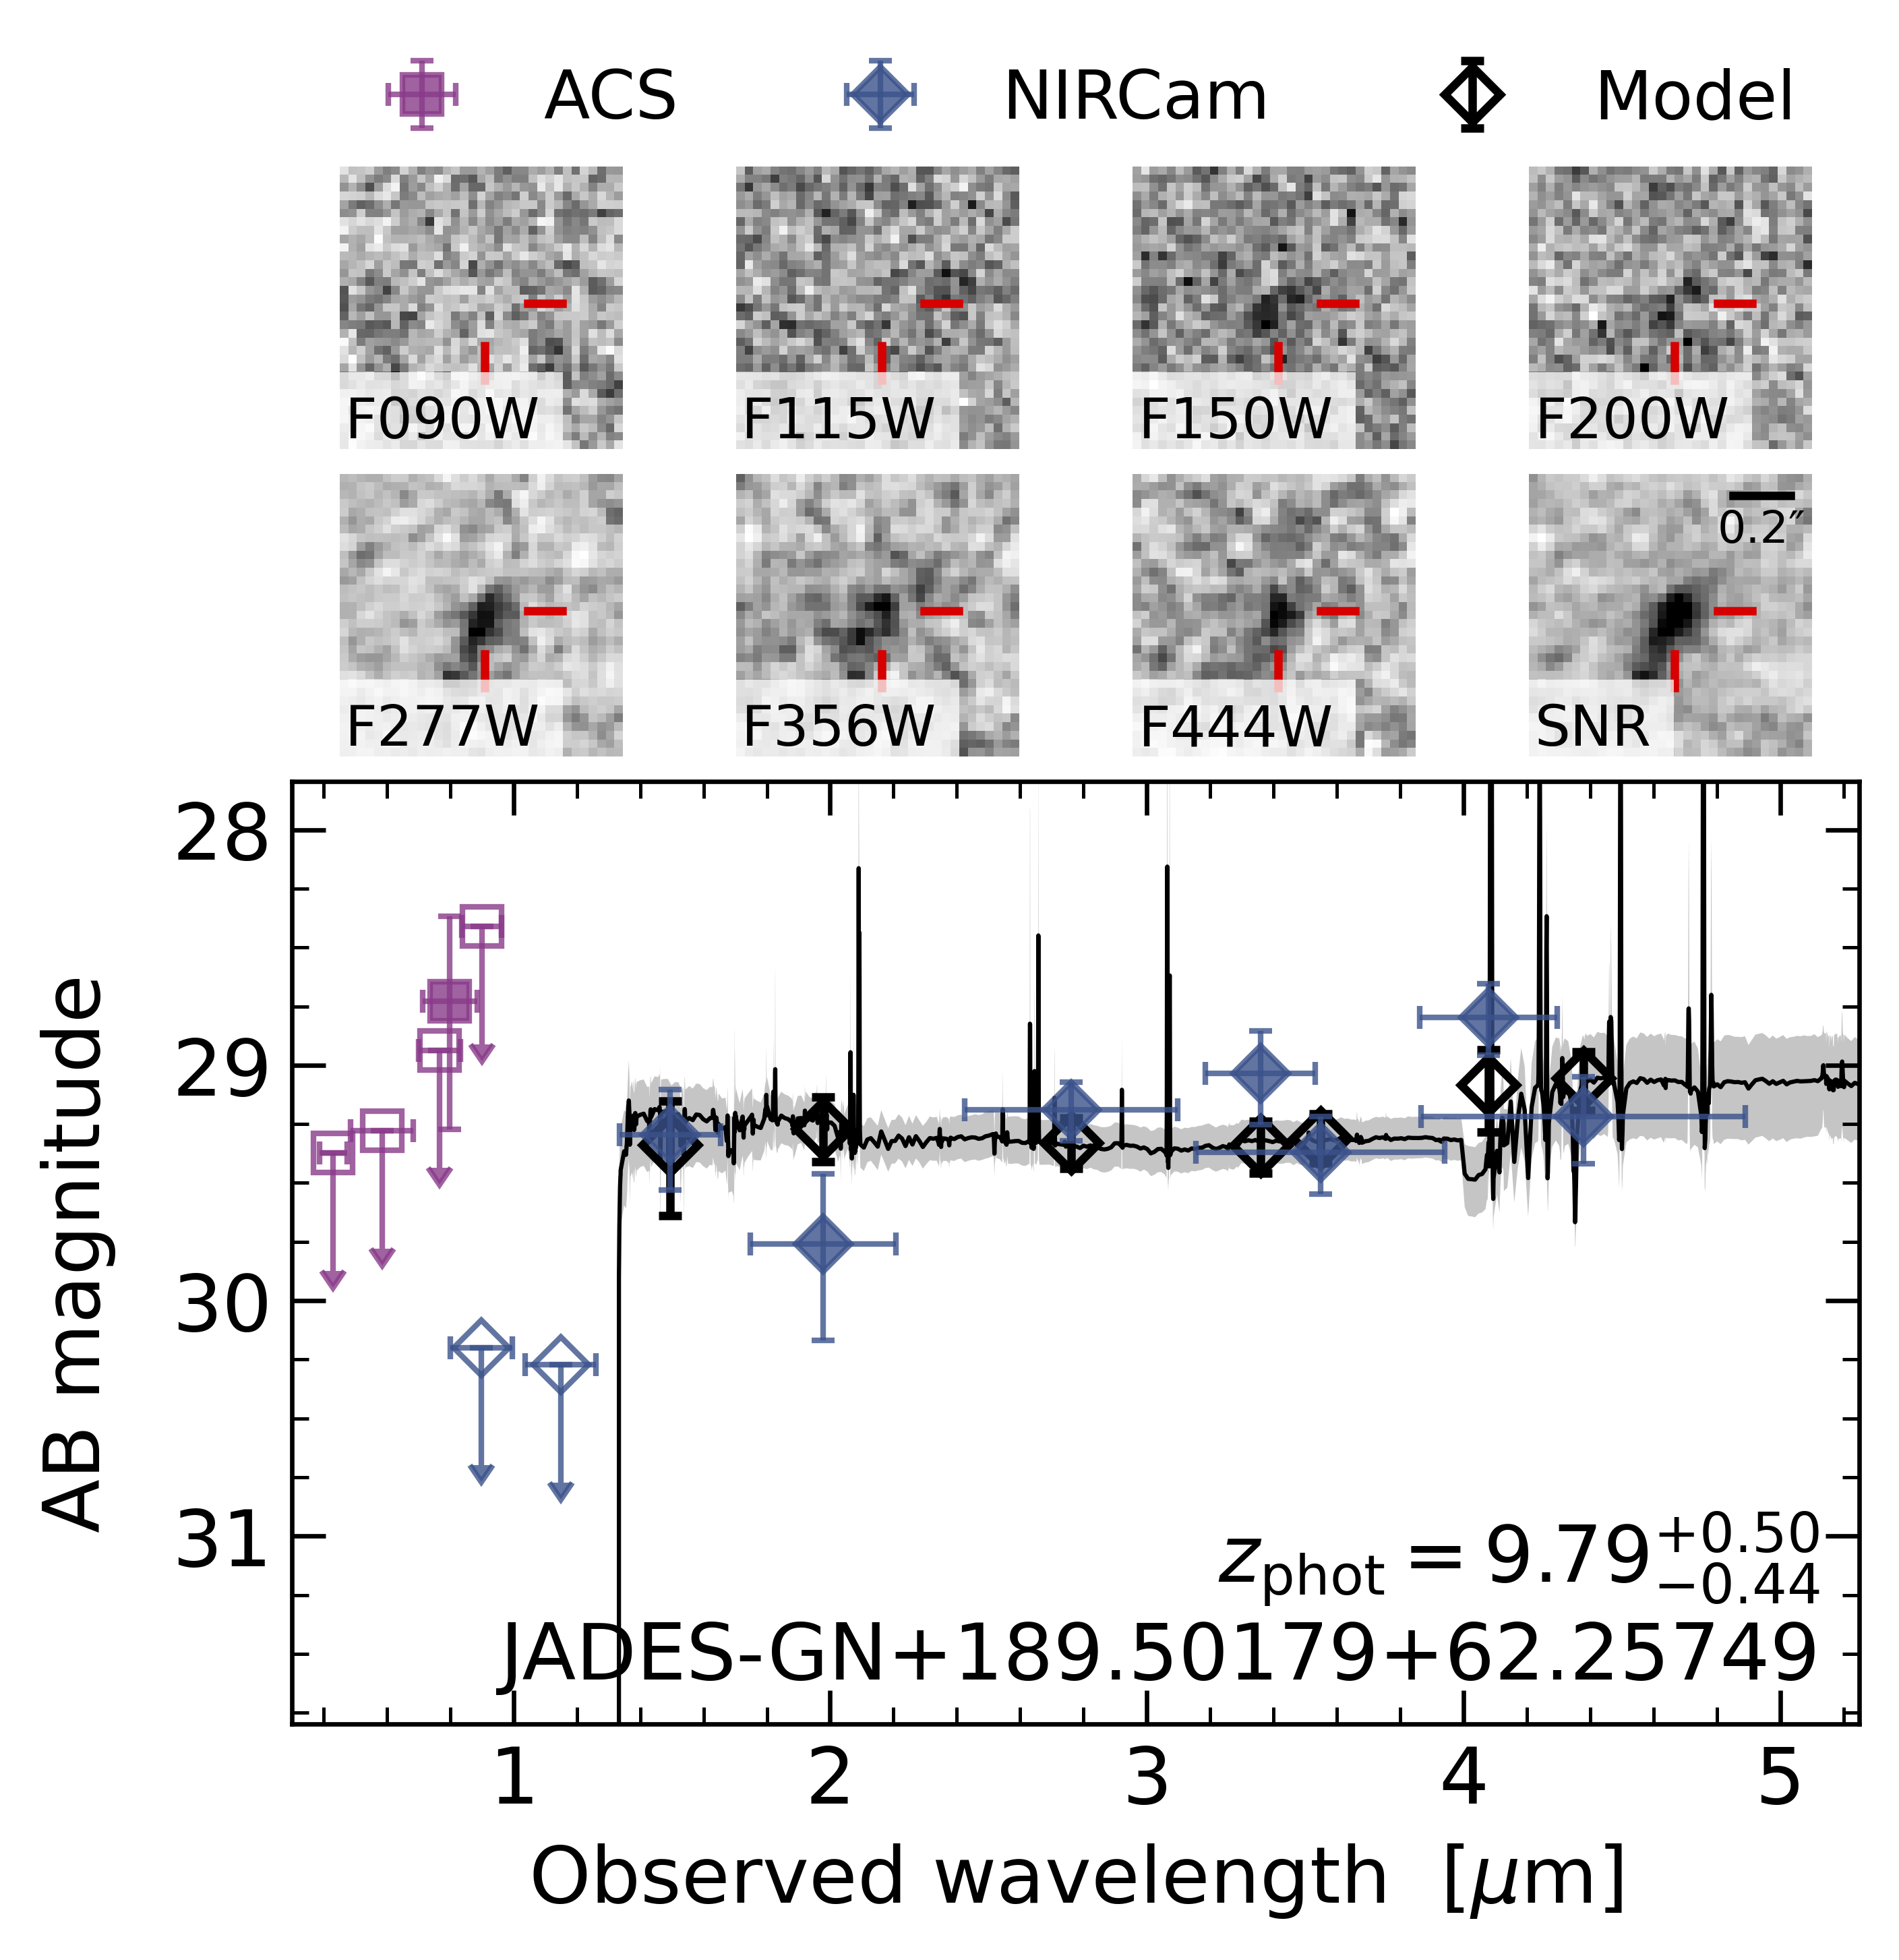 ACS NIRCam Model
F090W F115W F150W F200W
0.2″
F277W F356W F444W SNR
28
29
30
31
AB magnitude
z_phot = 9.79^{+0.50}_{−0.44}
JADES-GN+189.50179+62.25749
1 2 3 4 5
Observed wavelength [μm]